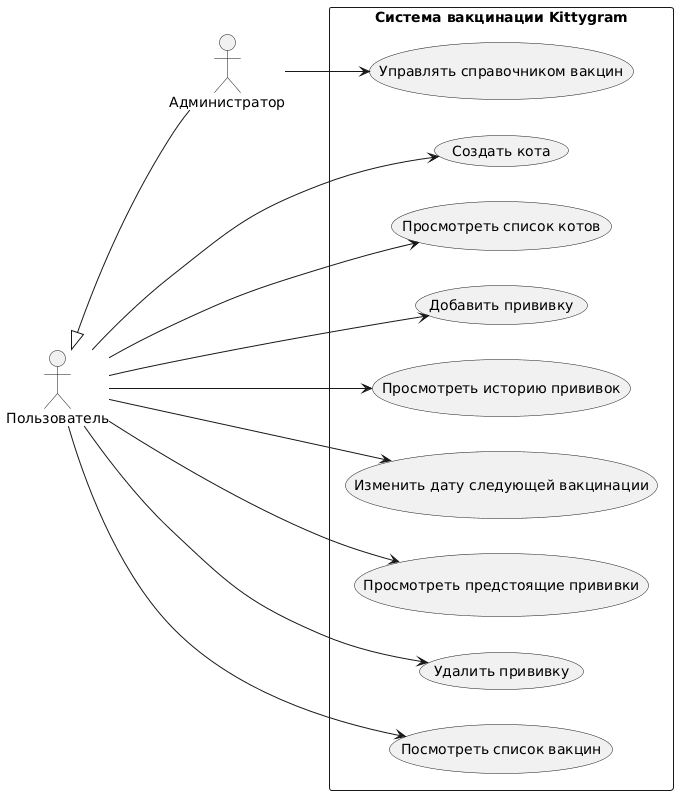 Система вакцинации Kittygram
Управлять справочником вакцин
Администратор
Создать кота
Просмотреть список котов
Добавить прививку
Просмотреть историю прививок
Пользователь
Изменить дату следующей вакцинации
Просмотреть предстоящие прививки
Удалить прививку
Посмотреть список вакцин